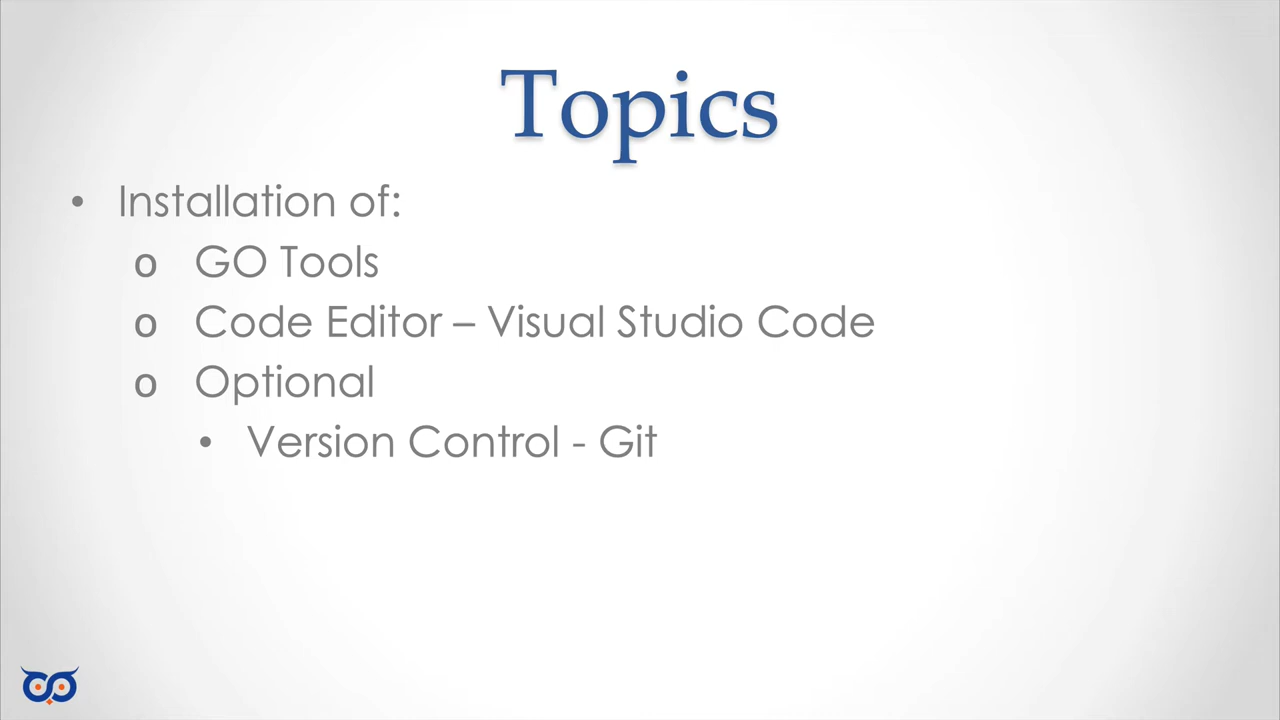 Topics
• Installation of:
o GO Tools
o Code Editor – Visual Studio Code
o Optional
• Version Control - Git